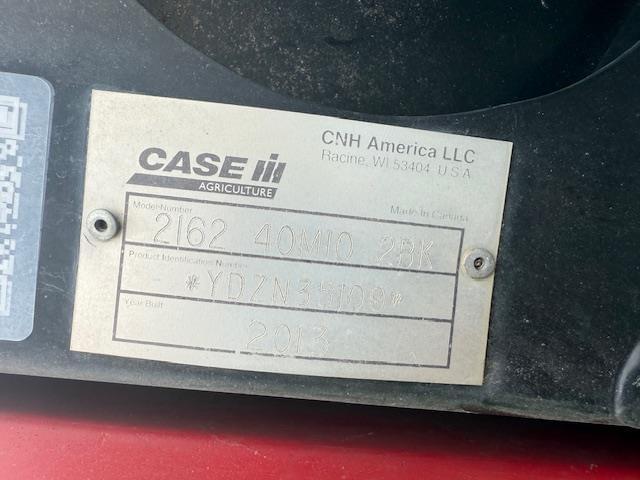 CASE IH
AGRICULTURE
CNH America LLC
Racine, WI 53404 U.S.A.
Model Number
Made in Canada
2162 40M10 2BK
Product Identification Number
*YDZN35109*
Year Built
2013